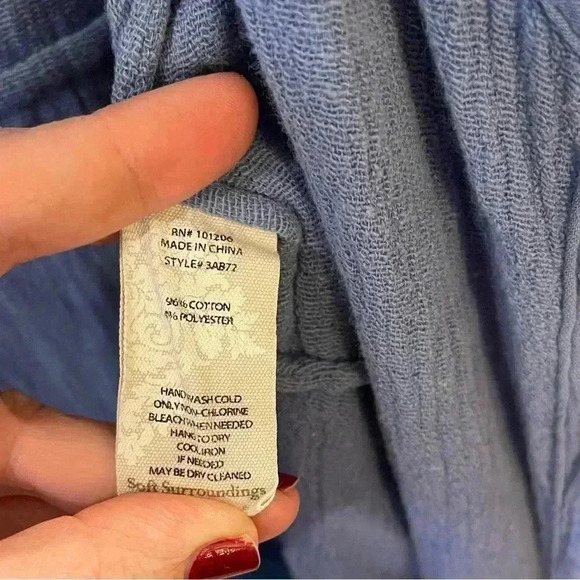 RN# 101206
MADE IN CHINA
STYLE# 3AB72
96% COTTON
4% POLYESTER
HAND WASH COLD
ONLY NON-CHLORINE
BLEACH WHEN NEEDED
HANG TO DRY
COOL IRON
IF NEEDED
MAY BE DRY CLEANED
Soft Surroundings